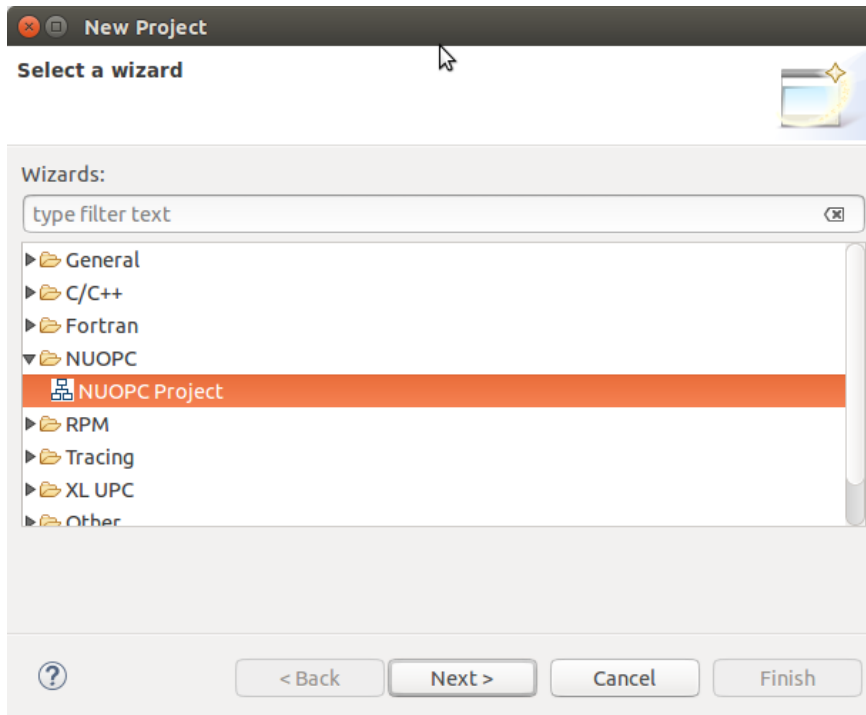 New Project
Select a wizard
Wizards:
type filter text
General
C/C++
Fortran
NUOPC
NUOPC Project
RPM
Tracing
XL UPC
Other
? < Back Next > Cancel Finish